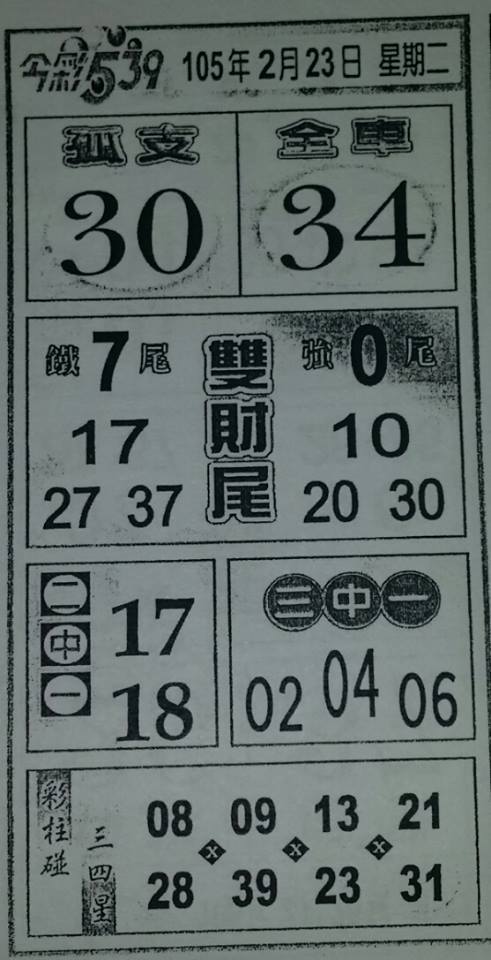 今彩539 105年2月23日 星期二
孤支 全車
30 34
鐵7尾 強0尾
雙財尾
17 10
27 37 20 30
二中一
17
18
三中一
02 04 06
彩柱碰
三四星
08 09 13 21
x x x
28 39 23 31